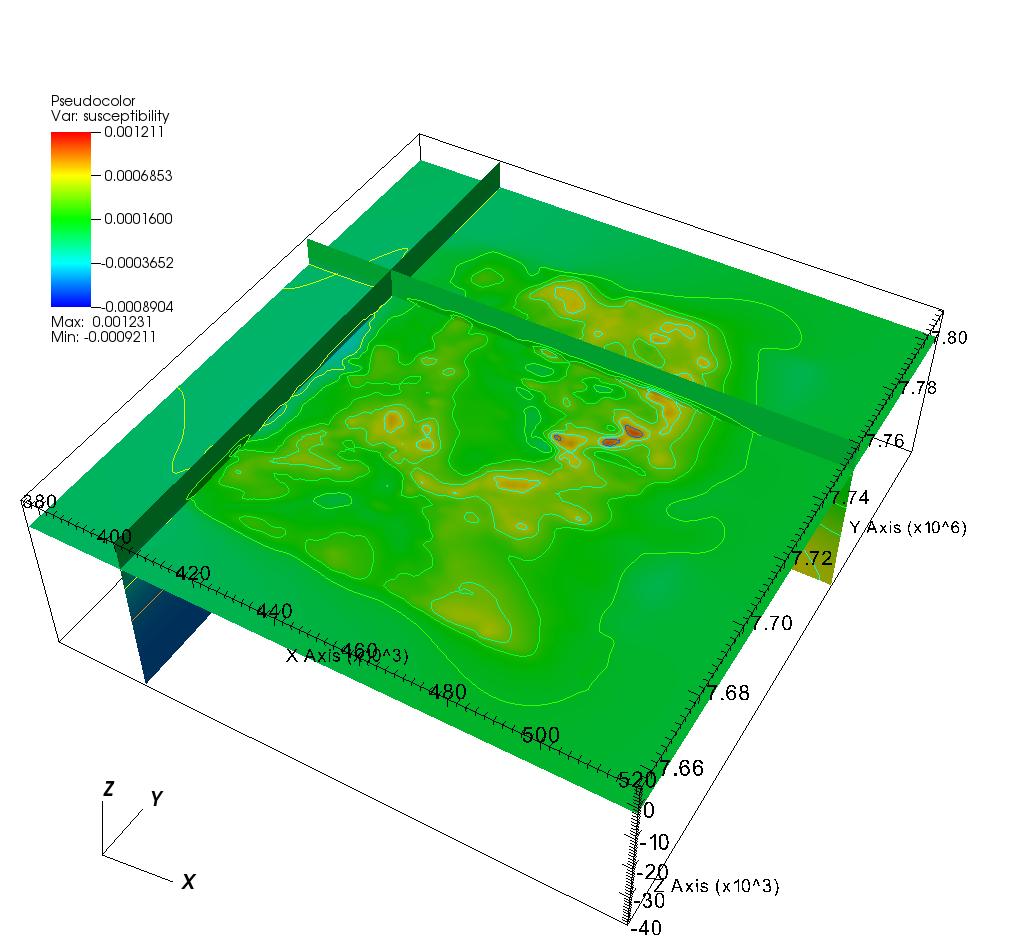 Pseudocolor
Var: susceptibility
0.001211
0.0006853
0.0001600
-0.0003652
-0.0008904
Max: 0.001231
Min: -0.0009211
7.80
7.78
7.76
7.74
Y Axis (x10^6)
7.72
7.70
7.68
7.66
380
400
420
440
460
X Axis (x10^3)
480
500
520
0
-10
-20
Z Axis (x10^3)
-30
-40
Z
Y
X